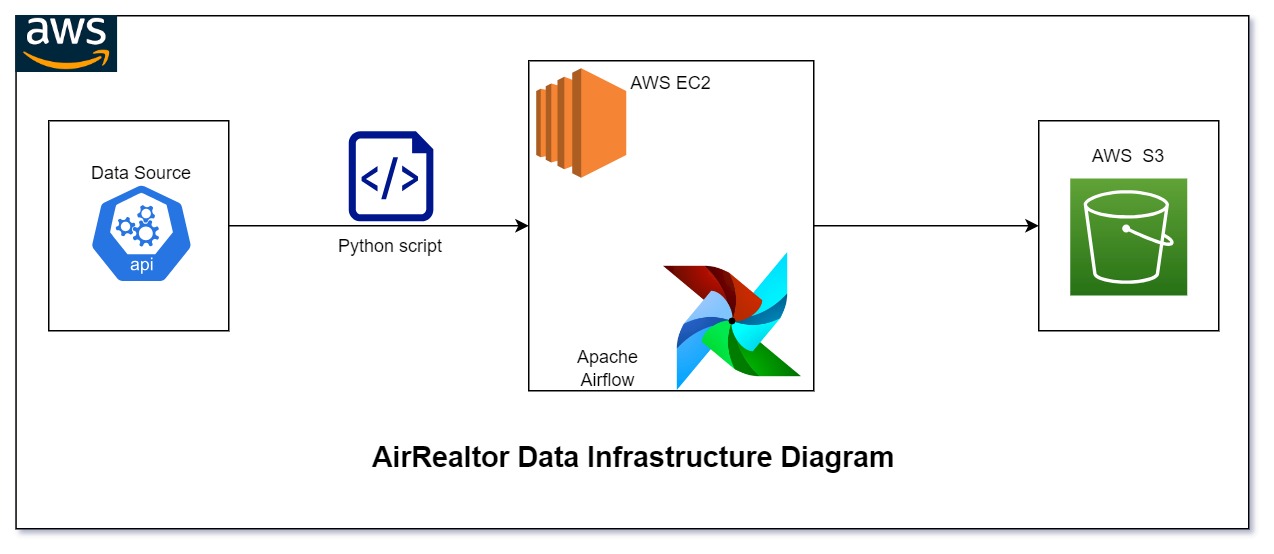 aws
AWS EC2
Data Source
api
Python script
AWS S3
Apache
Airflow
AirRealtor Data Infrastructure Diagram